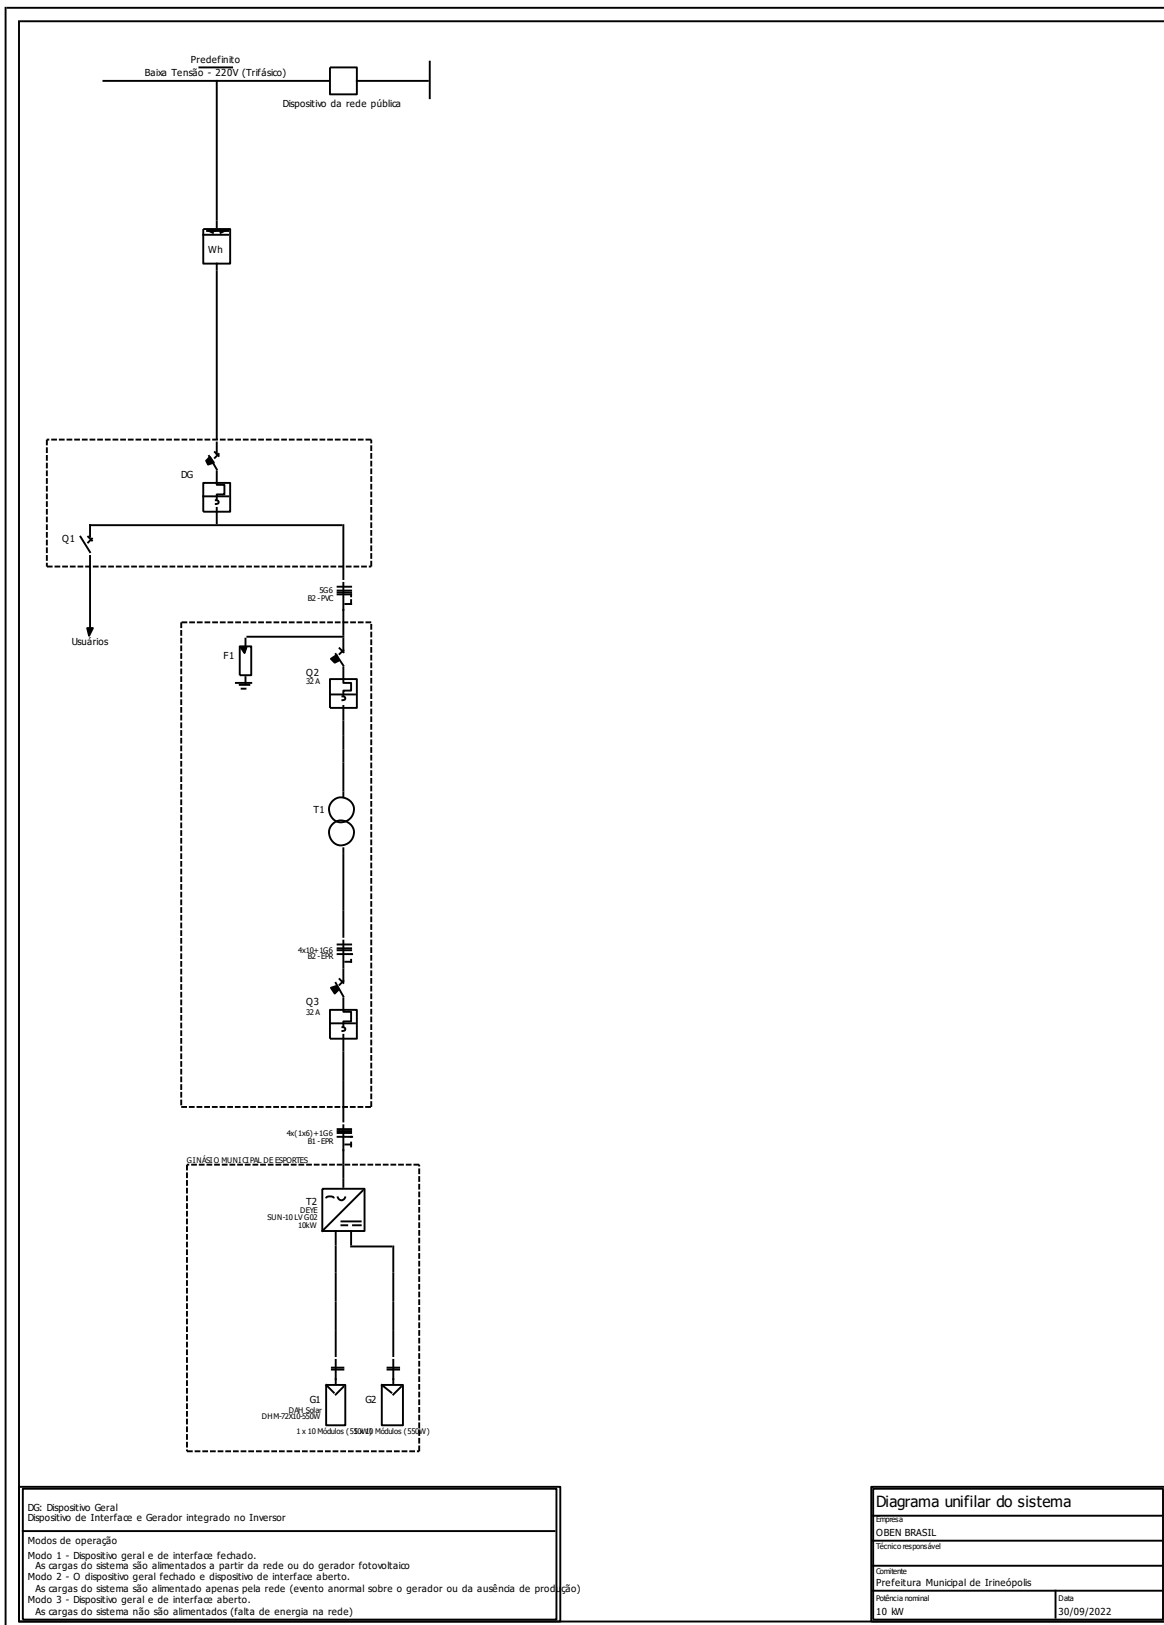 Predefinito
Baixa Tensão - 220V (Trifásico)
Dispositivo da rede pública
Wh
DG
Q1
5G6
B2-PVC
Usuários
F1
Q2
32 A
T1
4x10+1G6
B2-EPR
Q3
32 A
4x(1x6)+1G6
B1-EPR
GINÁSIO MUNICIPAL DE ESPORTES
T2
DEYE
SUN-10 LV G02
10kW
G1
DAH Solar
DHM-72X10-550W
1 x 10 Módulos (550W)
G2
10 Módulos (550W)
DG: Dispositivo Geral
Dispositivo de Interface e Gerador integrado no Inversor
Modos de operação
Modo 1 - Dispositivo geral e de interface fechado.
As cargas do sistema são alimentados a partir da rede ou do gerador fotovoltaico
Modo 2 - O dispositivo geral fechado e dispositivo de interface aberto.
As cargas do sistema são alimentado apenas pela rede (evento anormal sobre o gerador ou da ausência de produção)
Modo 3 - Dispositivo geral e de interface aberto.
As cargas do sistema não são alimentados (falta de energia na rede)
Diagrama unifilar do sistema
Empresa
OBEN BRASIL
Técnico responsável
Comitente
Prefeitura Municipal de Irineópolis
Potência nominal
10 kW
Data
30/09/2022